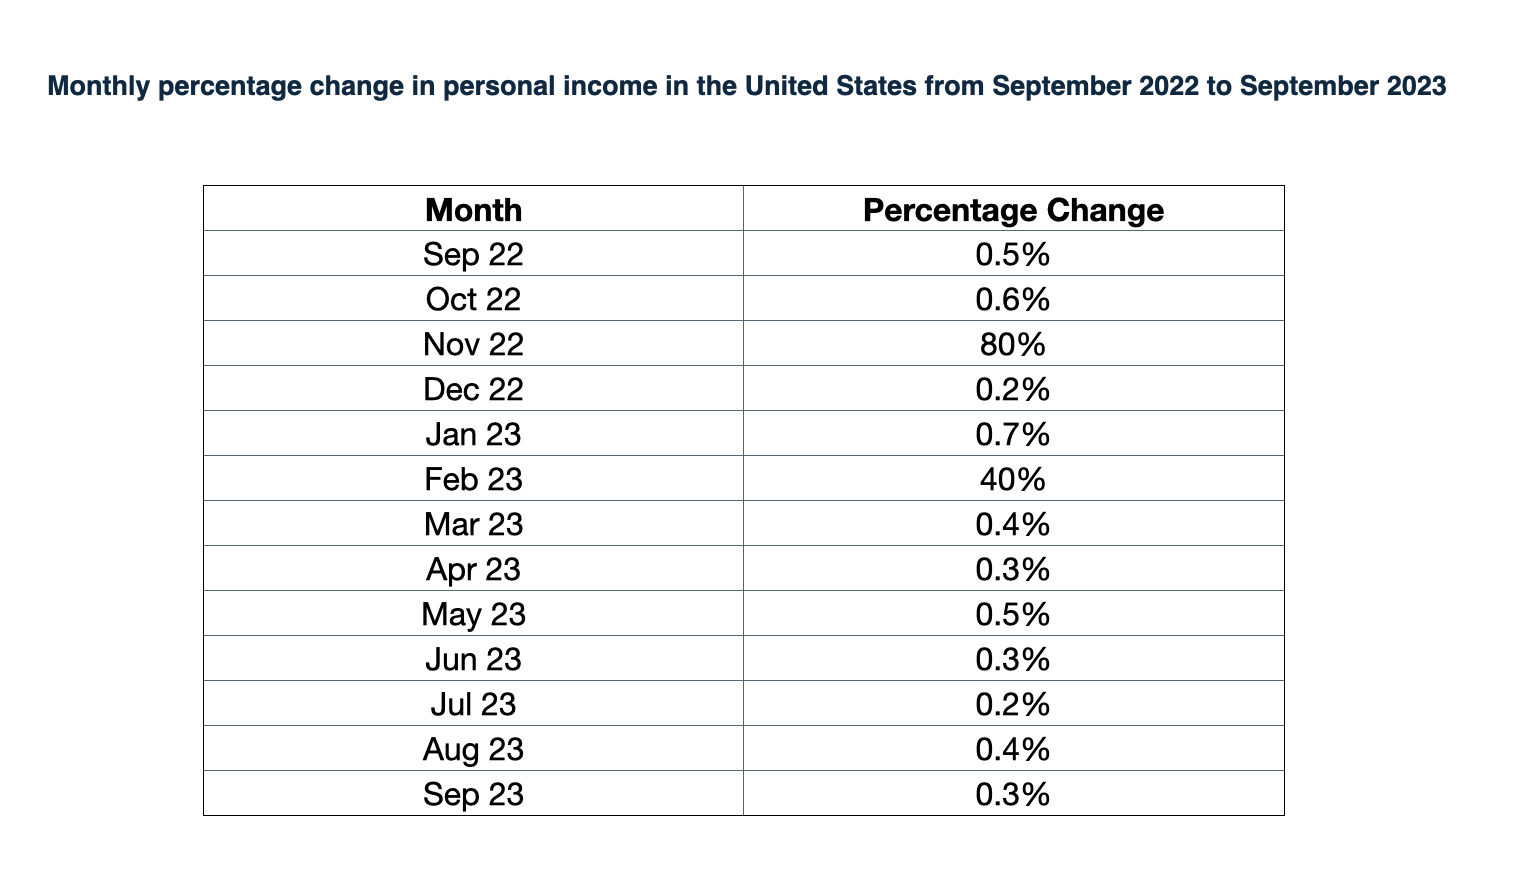 Monthly percentage change in personal income in the United States from September 2022 to September 2023
Month Percentage Change
Sep 22 0.5%
Oct 22 0.6%
Nov 22 80%
Dec 22 0.2%
Jan 23 0.7%
Feb 23 40%
Mar 23 0.4%
Apr 23 0.3%
May 23 0.5%
Jun 23 0.3%
Jul 23 0.2%
Aug 23 0.4%
Sep 23 0.3%